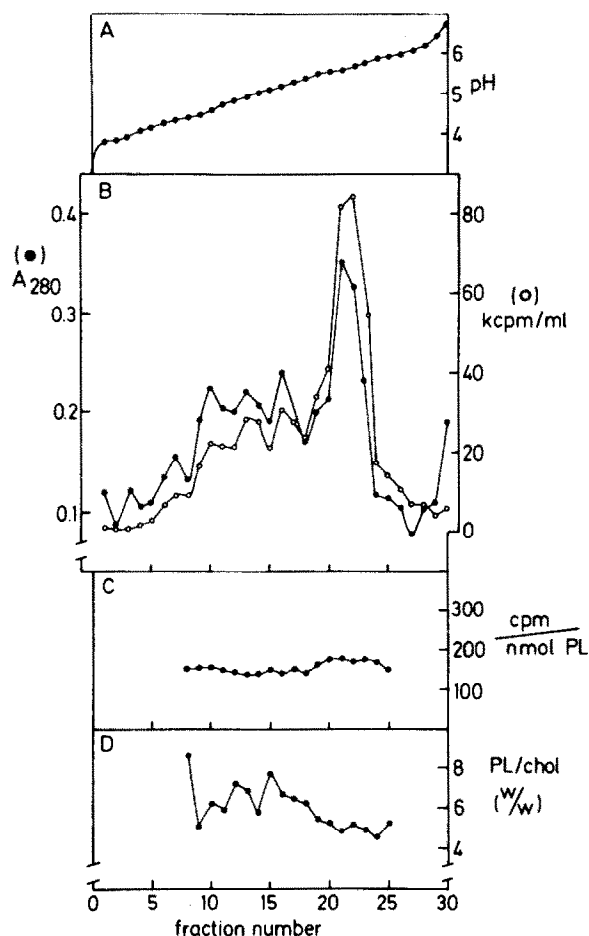 A
6
5
4
pH
B
0.4
0.3
0.2
0.1
(●)
A280
80
60
40
20
0
(o)
kcpm/ml
C
300
200
100
cpm
nmol PL
D
8
6
4
PL/chol
(w/w)
0 5 10 15 20 25 30
fraction number